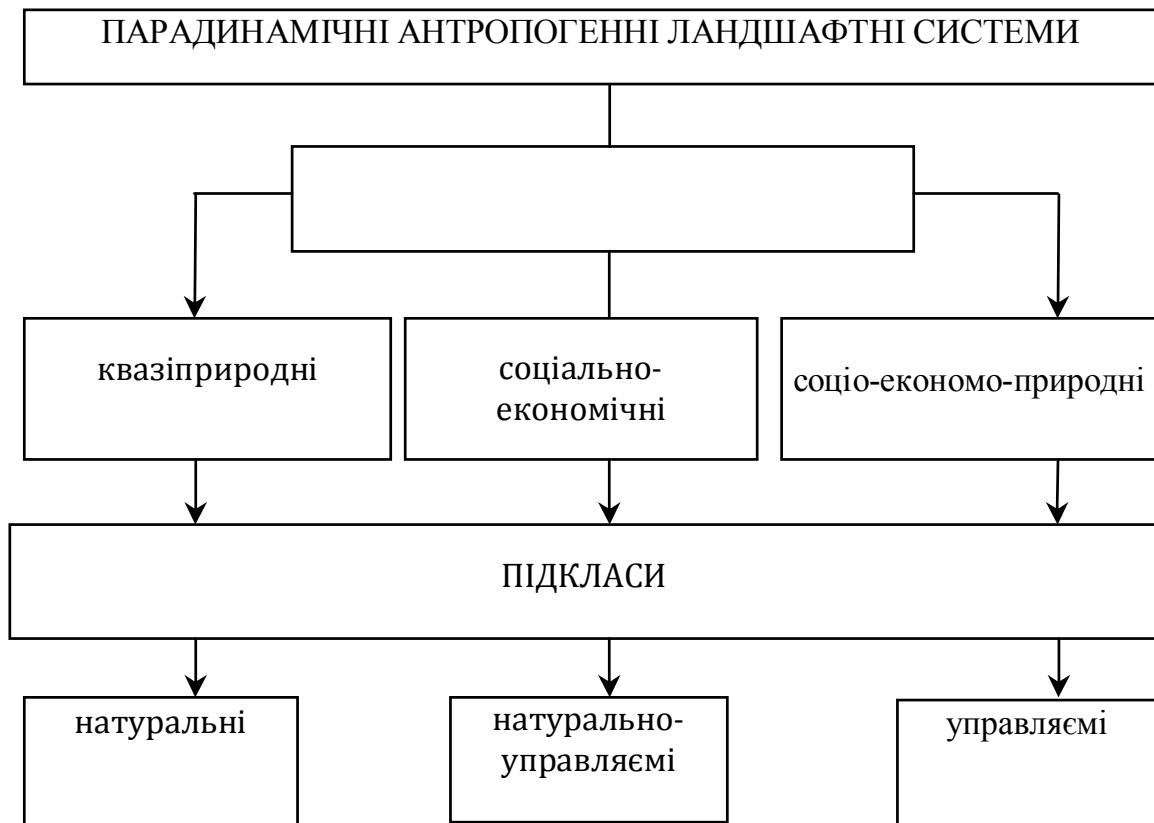 ПАРАДИНАМІЧНІ АНТРОПОГЕННІ ЛАНДШАФТНІ СИСТЕМИ
квазіприродні
соціально-
економічні
соціо-економо-природні
ПІДКЛАСИ
натуральні
натурально-
управляємі
управляємі